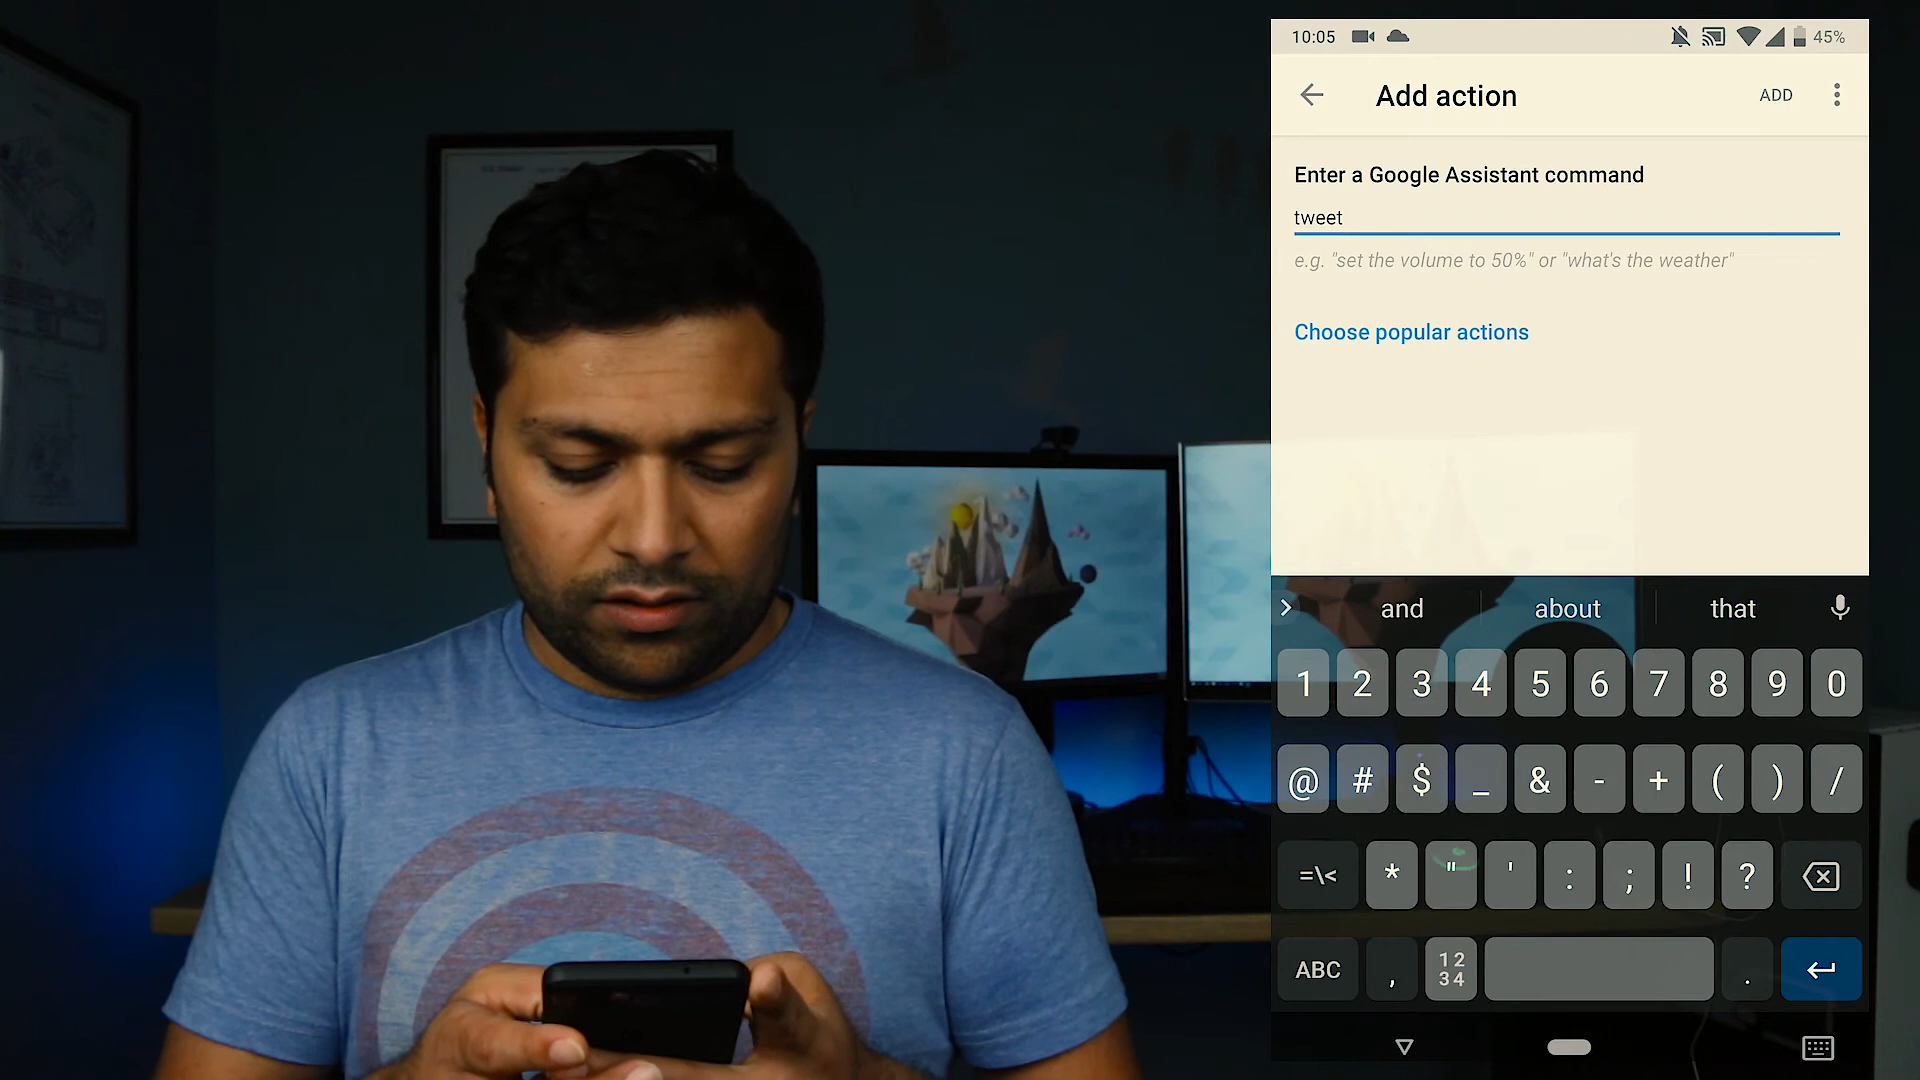 10:05 45%
Add action ADD
Enter a Google Assistant command
tweet
e.g. "set the volume to 50%" or "what's the weather"
Choose popular actions
and about that
1 2 3 4 5 6 7 8 9 0
@ # $ _ & - + ( ) /
=\< * " ' : ; ! ?
ABC , 12 34 .